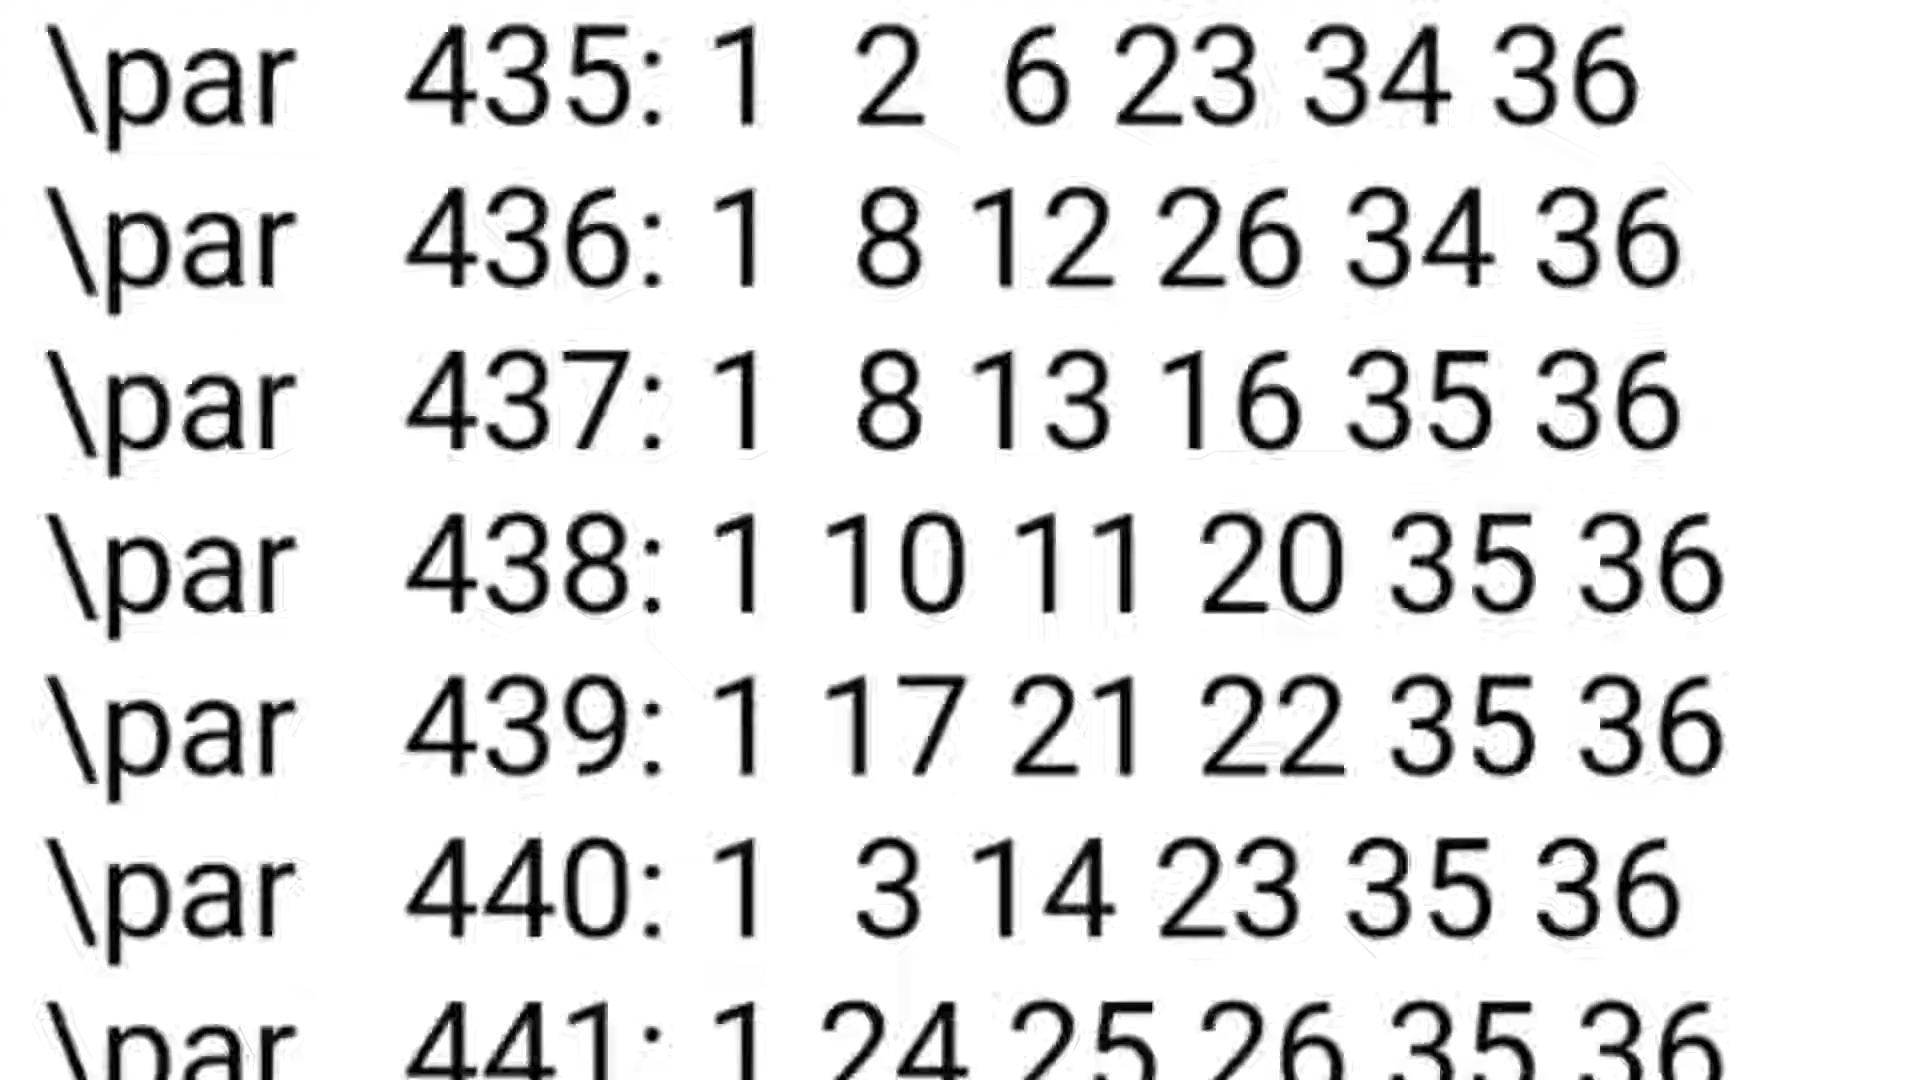 \par   435: 1  2  6 23 34 36
\par   436: 1  8 12 26 34 36
\par   437: 1  8 13 16 35 36
\par   438: 1 10 11 20 35 36
\par   439: 1 17 21 22 35 36
\par   440: 1  3 14 23 35 36
\par   441: 1 24 25 26 35 36